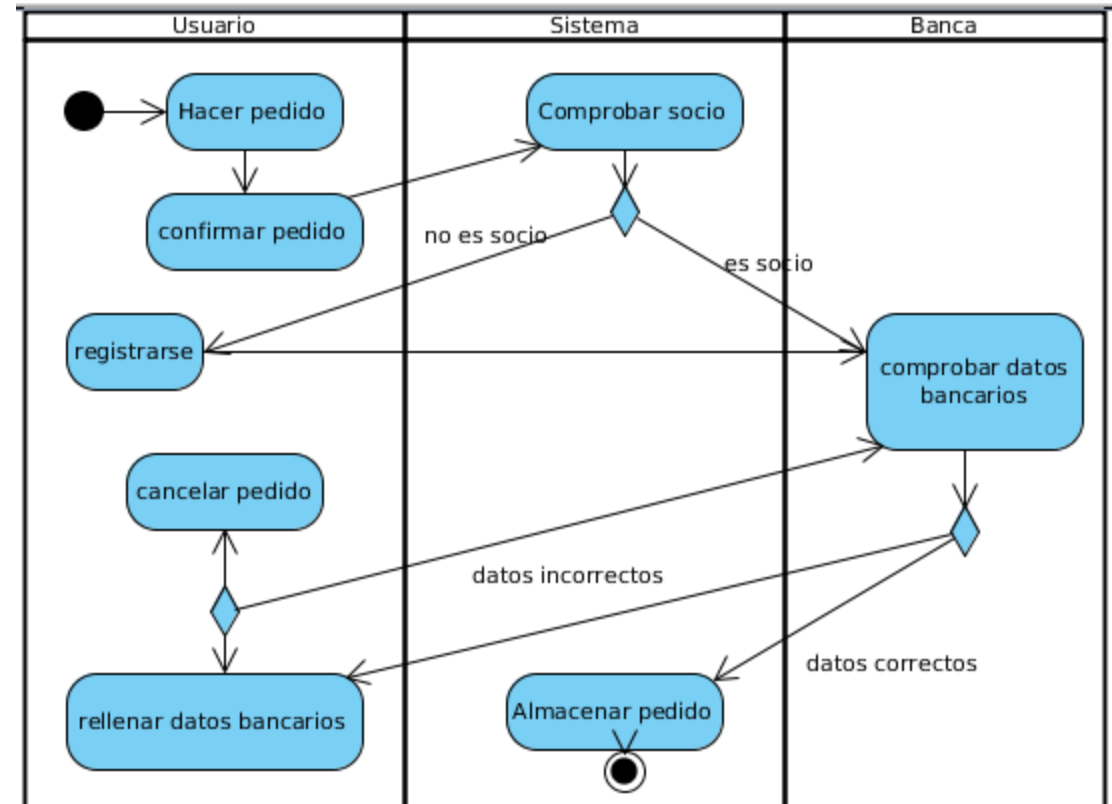 Usuario
Sistema
Banca
Hacer pedido
Comprobar socio
confirmar pedido
no es socio
es socio
registrarse
comprobar datos
bancarios
cancelar pedido
datos incorrectos
datos correctos
rellenar datos bancarios
Almacenar pedido